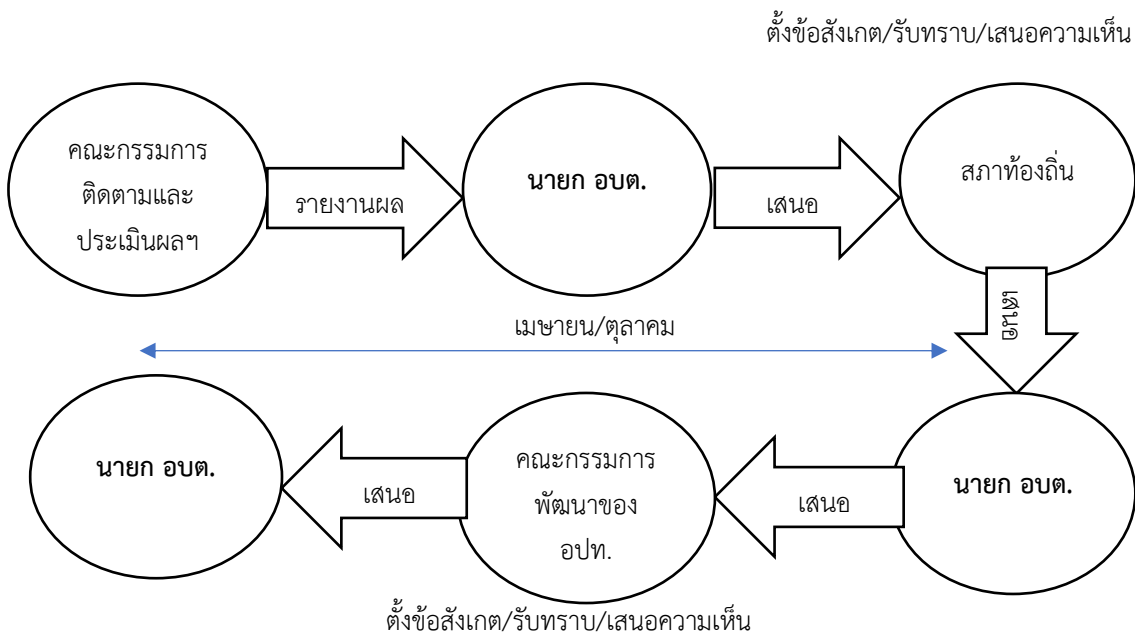 ตั้งข้อสังเกต/รับทราบ/เสนอความเห็น
คณะกรรมการ
ติดตามและ
ประเมินผลฯ
รายงานผล
นายก อบต.
เสนอ
สภาท้องถิ่น
เสนอ
เมษายน/ตุลาคม
นายก อบต.
เสนอ
คณะกรรมการ
พัฒนาของ
อปท.
เสนอ
นายก อบต.
ตั้งข้อสังเกต/รับทราบ/เสนอความเห็น